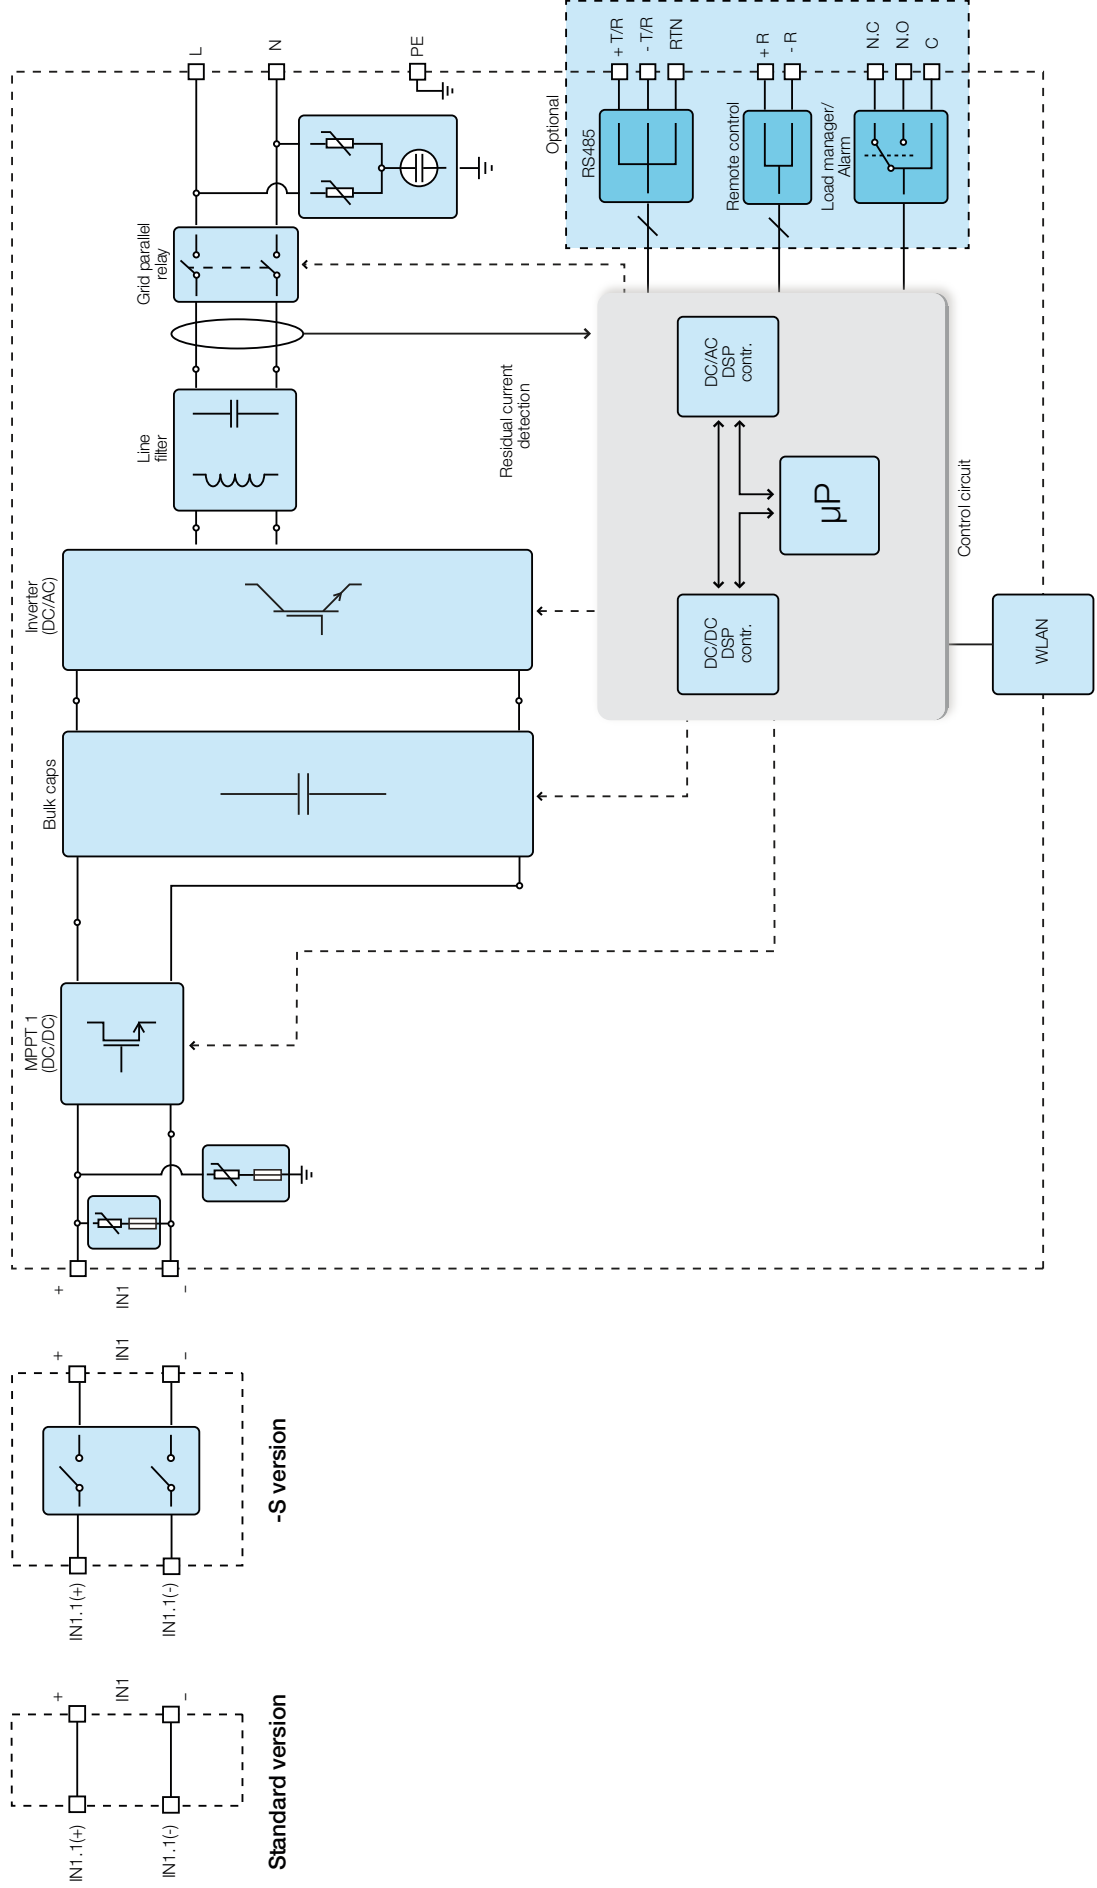 Standard version
IN1.1(+)
IN1.1(-)
+
IN1
−
-S version
IN1.1(+)
IN1.1(-)
+
IN1
−
+
IN1
−
MPPT 1
(DC/DC)
Bulk caps
Inverter
(DC/AC)
Line
filter
Grid parallel
relay
L
N
PE
Residual current
detection
Control circuit
DC/DC
DSP
contr.
DC/AC
DSP
contr.
µP
WLAN
Optional
RS485
+ T/R
- T/R
RTN
Remote control
+ R
- R
Load manager/
Alarm
N.C
N.O
C